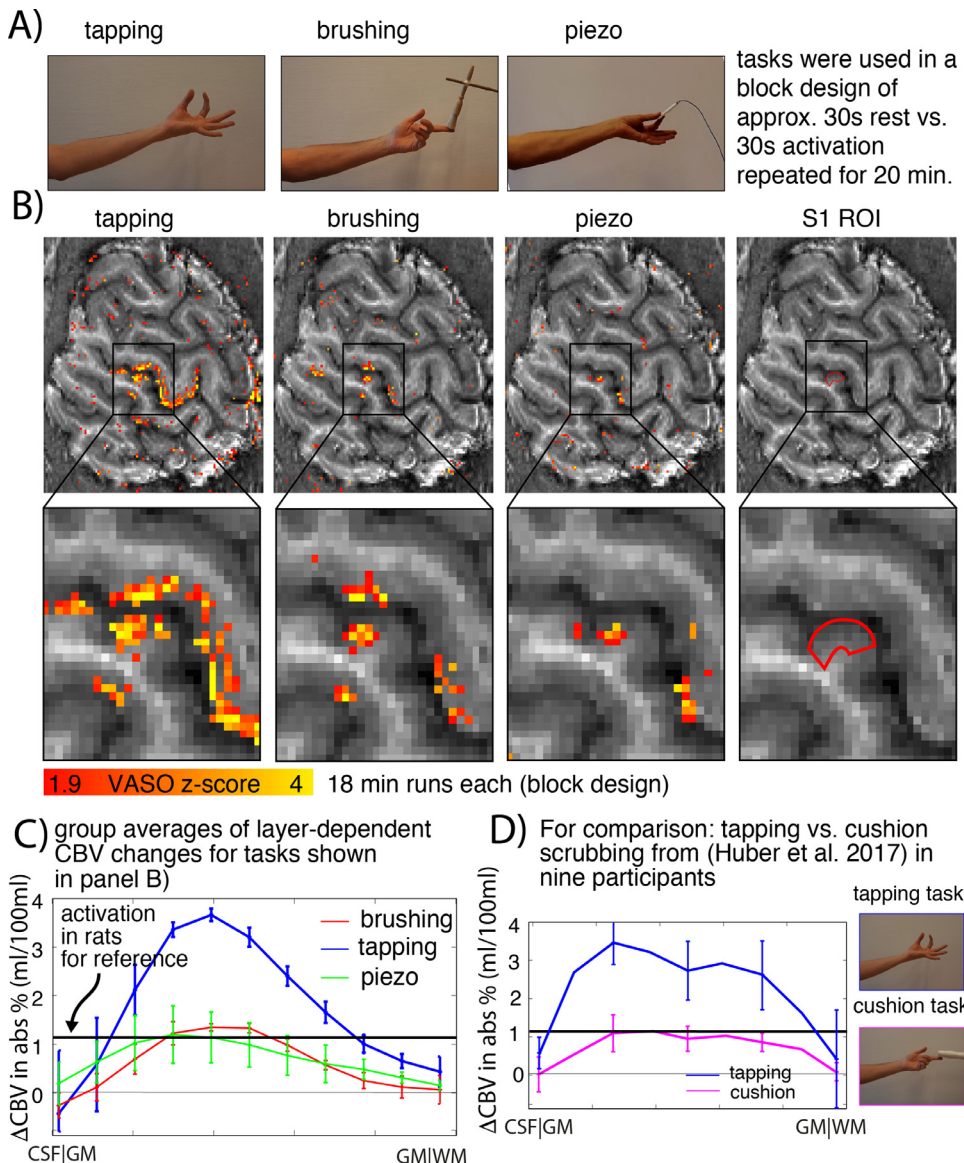 A)
tapping
brushing
piezo
tasks were used in a
block design of
approx. 30s rest vs.
30s activation
repeated for 20 min.
B)
tapping
brushing
piezo
S1 ROI
1.9 VASO z-score 4
18 min runs each (block design)
C)
group averages of layer-dependent
CBV changes for tasks shown
in panel B)
ΔCBV in abs % (ml/100ml)
4
3
2
1
0
activation
in rats
for reference
brushing
tapping
piezo
CSF|GM
GM|WM
D)
For comparison: tapping vs. cushion
scrubbing from (Huber et al. 2017) in
nine participants
ΔCBV in abs % (ml/100ml)
3
2
1
0
tapping
cushion
CSF|GM
GM|WM
tapping task
cushion task